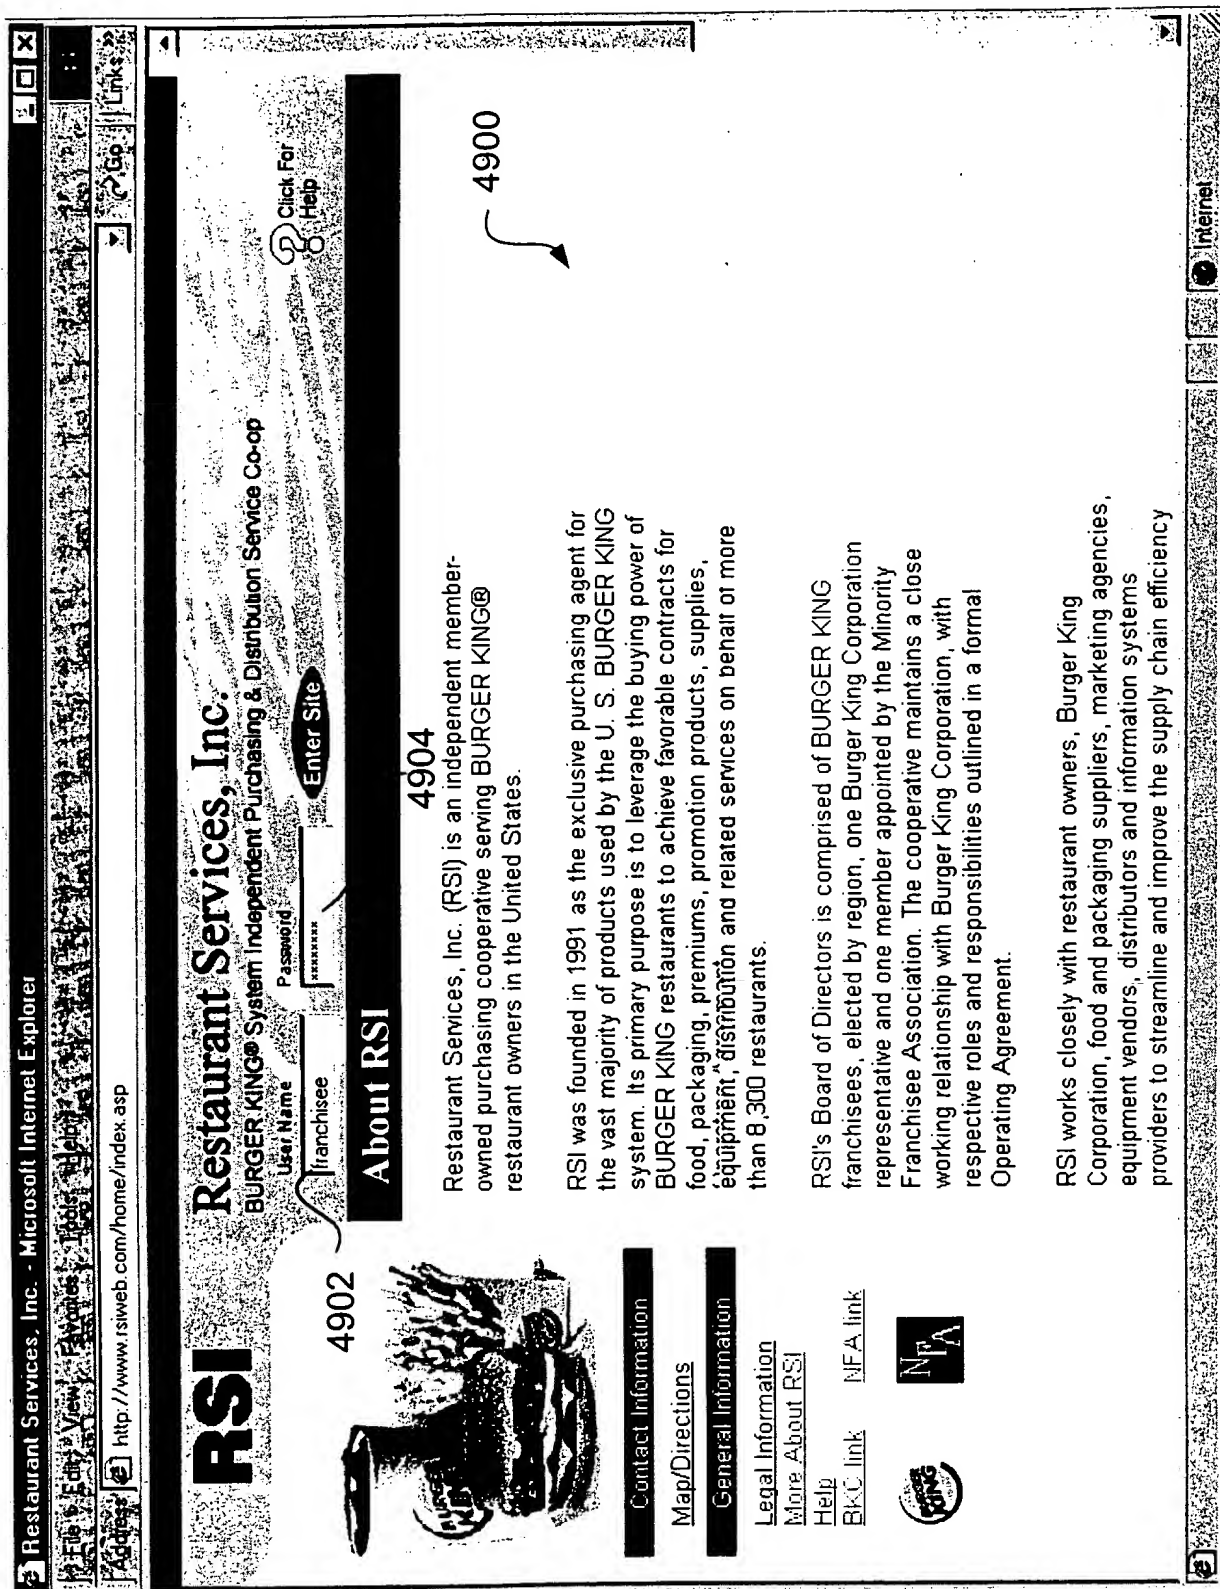 Restaurant Services, Inc. - Microsoft Internet Explorer
File Edit View Favorites Tools Help
Address http://www.rsiweb.com/home/index.asp Go Links »
RSI
Restaurant Services, Inc.
BURGER KING® System Independent Purchasing & Distribution Service Co-op
User Name Password
franchisee xxxxxxxx Enter Site
Click For
Help
4902
4904
4900
About RSI
Restaurant Services, Inc. (RSI) is an independent member-
owned purchasing cooperative serving BURGER KING®
restaurant owners in the United States.
RSI was founded in 1991 as the exclusive purchasing agent for
the vast majority of products used by the U. S. BURGER KING
system. Its primary purpose is to leverage the buying power of
BURGER KING restaurants to achieve favorable contracts for
food, packaging, premiums, promotion products, supplies,
equipment, distribution and related services on behalf of more
than 8,300 restaurants.
RSI's Board of Directors is comprised of BURGER KING
franchisees, elected by region, one Burger King Corporation
representative and one member appointed by the Minority
Franchisee Association. The cooperative maintains a close
working relationship with Burger King Corporation, with
respective roles and responsibilities outlined in a formal
Operating Agreement.
RSI works closely with restaurant owners, Burger King
Corporation, food and packaging suppliers, marketing agencies,
equipment vendors, distributors and information systems
providers to streamline and improve the supply chain efficiency
Contact Information
Map/Directions
General Information
Legal Information
More About RSI
Help
BKC link NFA link
BURGER KING
NFA
Internet